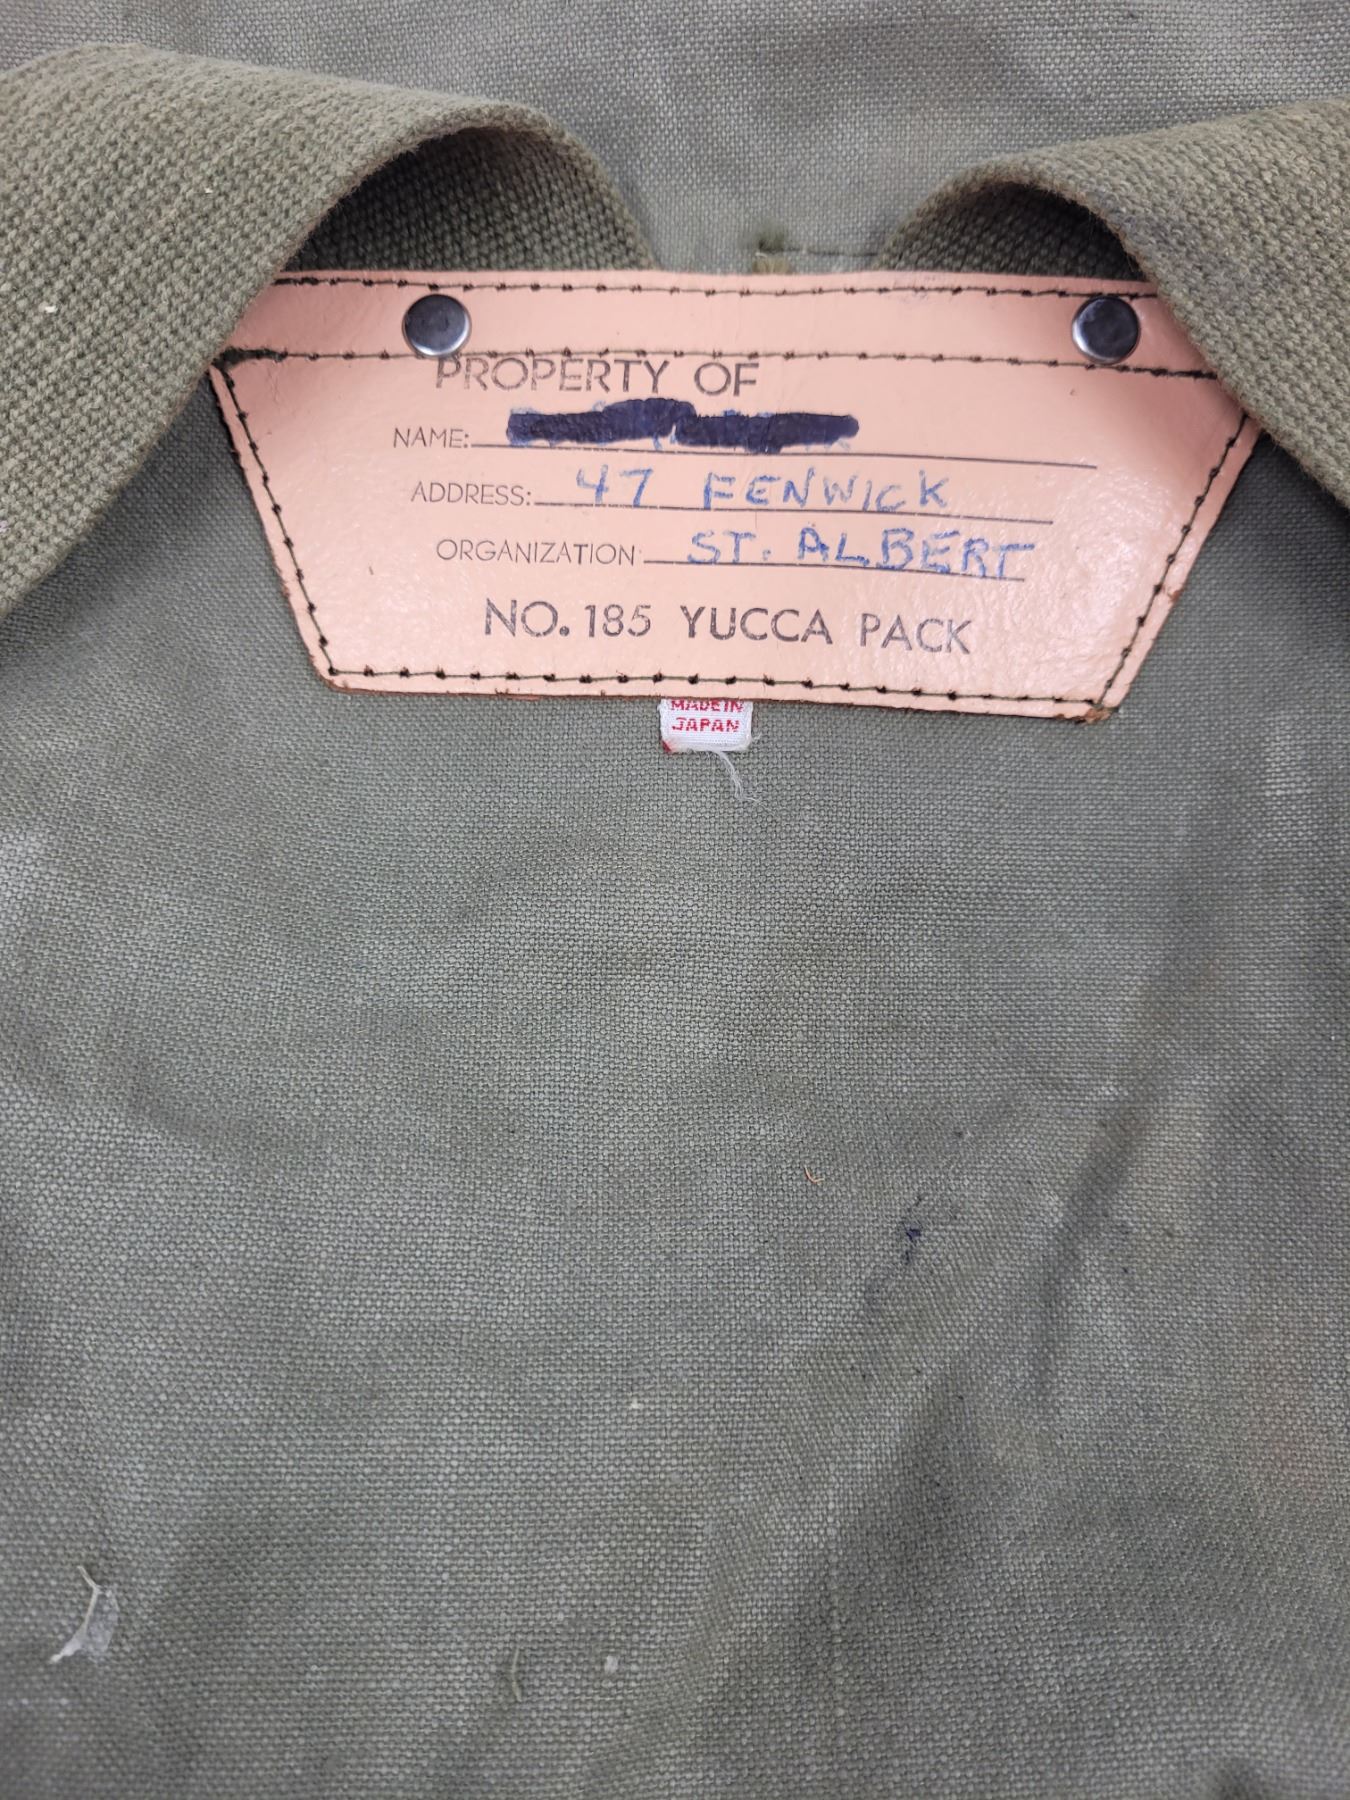 PROPERTY OF
NAME:
ADDRESS: 47 FENWICK
ORGANIZATION: ST. ALBERT
NO. 185 YUCCA PACK
MADE IN
JAPAN